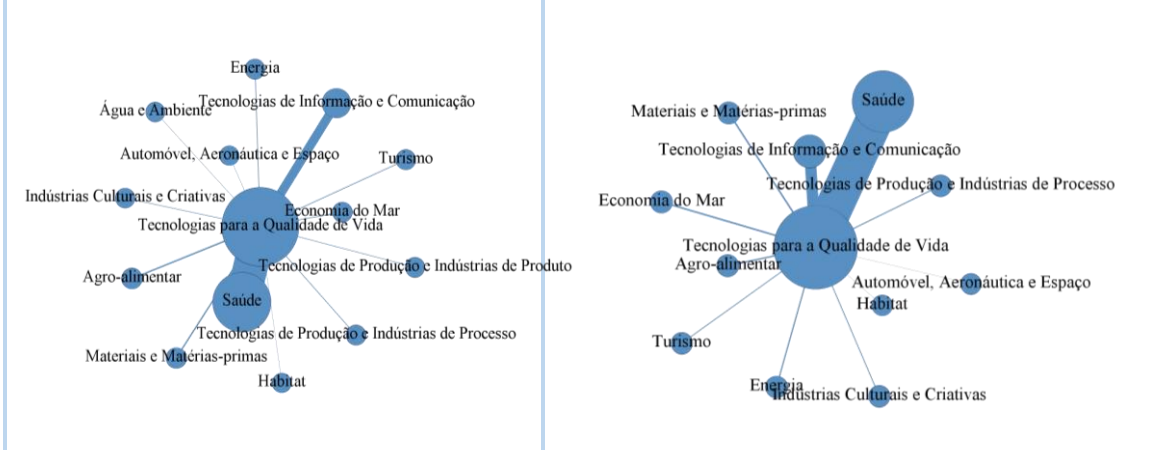 Energia
Tecnologias de Informação e Comunicação
Água e Ambiente
Automóvel, Aeronáutica e Espaço
Turismo
Indústrias Culturais e Criativas
Economia do Mar
Tecnologias para a Qualidade de Vida
Tecnologias de Produção e Indústrias de Produto
Agro-alimentar
Saúde
Tecnologias de Produção e Indústrias de Processo
Materiais e Matérias-primas
Habitat
Saúde
Materiais e Matérias-primas
Tecnologias de Informação e Comunicação
Tecnologias de Produção e Indústrias de Processo
Economia do Mar
Tecnologias para a Qualidade de Vida
Agro-alimentar
Automóvel, Aeronáutica e Espaço
Habitat
Turismo
Energia
Indústrias Culturais e Criativas